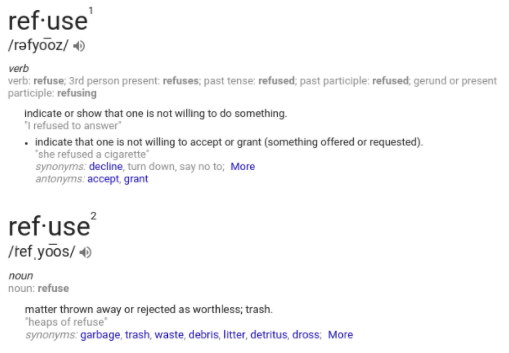 ref·use¹
/rəfyo͞oz/
verb
verb: refuse; 3rd person present: refuses; past tense: refused; past participle: refused; gerund or present
participle: refusing
indicate or show that one is not willing to do something.
"I refused to answer"
• indicate that one is not willing to accept or grant (something offered or requested).
"she refused a cigarette"
synonyms: decline, turn down, say no to; More
antonyms: accept, grant
ref·use²
/ˈrefˌyo͞os/
noun
noun: refuse
matter thrown away or rejected as worthless; trash.
"heaps of refuse"
synonyms: garbage, trash, waste, debris, litter, detritus, dross; More